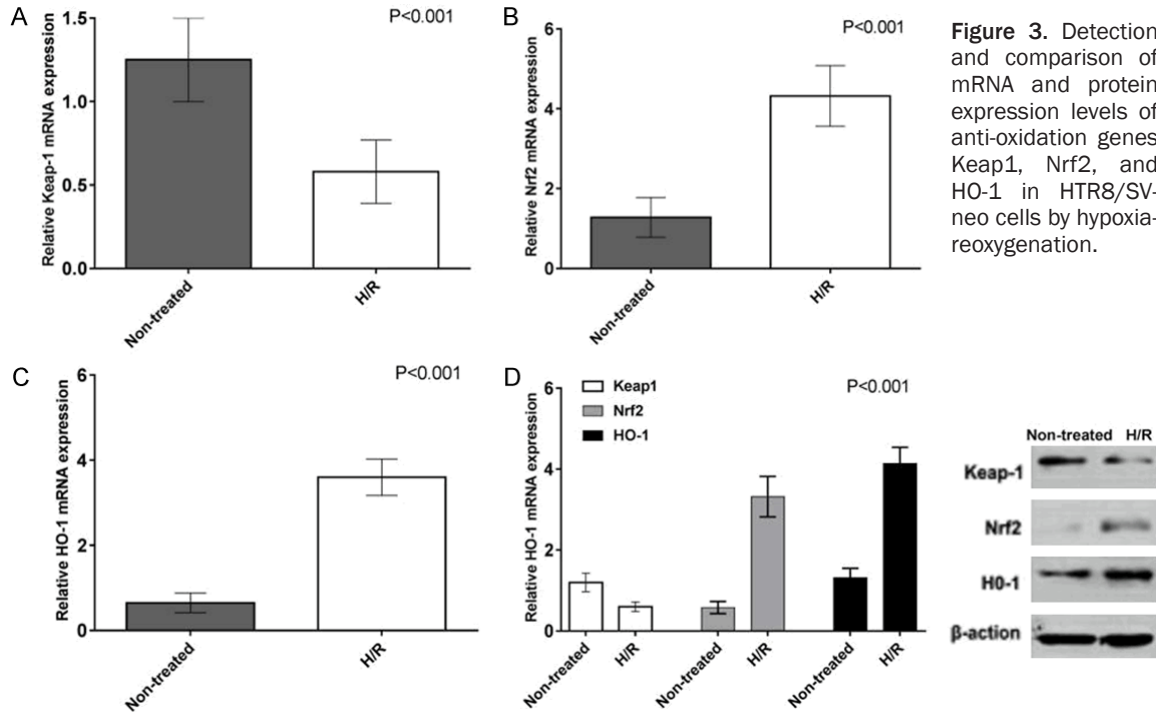 A
Relative Keap-1 mRNA expression
1.5
1.0
0.5
0.0
P<0.001
Non-treated
H/R
B
Relative Nrf2 mRNA expression
6
4
2
0
P<0.001
Non-treated
H/R
Figure 3. Detection
and comparison of
mRNA and protein
expression levels of
anti-oxidation genes
Keap1, Nrf2, and
HO-1 in HTR8/SV-
neo cells by hypoxia-
reoxygenation.
C
Relative HO-1 mRNA expression
6
4
2
0
P<0.001
Non-treated
H/R
D
Relative HO-1 mRNA expression
6
4
2
0
Keap1
Nrf2
HO-1
P<0.001
Non-treated
H/R
Non-treated
H/R
Non-treated
H/R
Non-treated H/R
Keap-1
Nrf2
H0-1
β-action